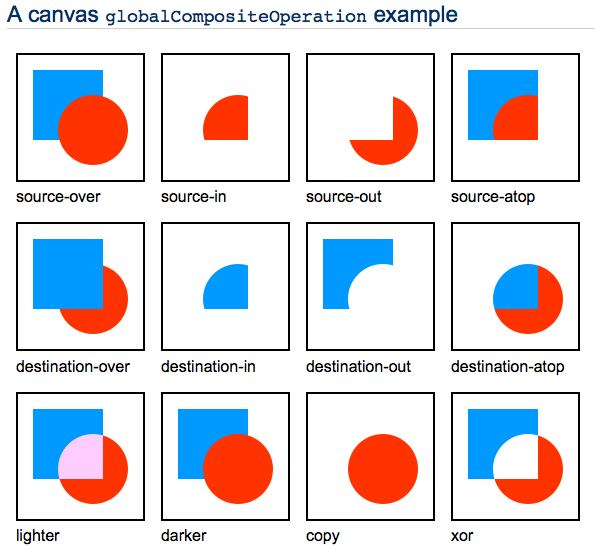 A canvas globalCompositeOperation example
source-over source-in source-out source-atop
destination-over destination-in destination-out destination-atop
lighter darker copy xor